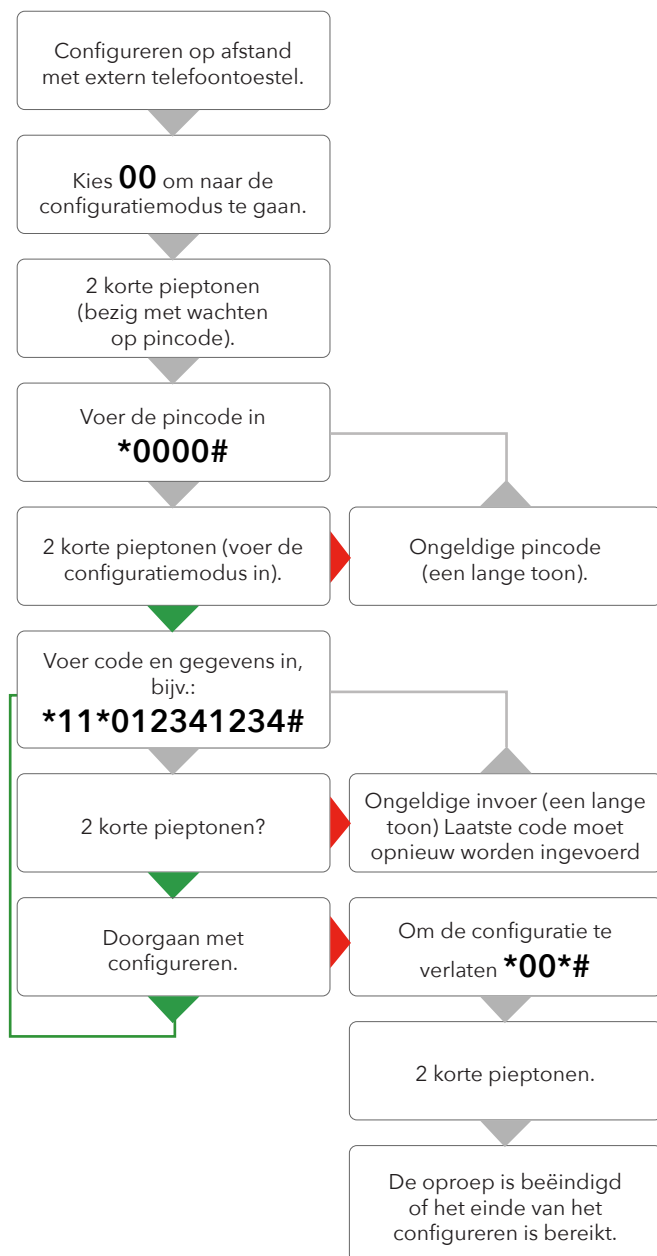 Configureren op afstand
met extern telefoontoestel.
Kies 00 om naar de
configuratiemodus te gaan.
2 korte pieptonen
(bezig met wachten
op pincode).
Voer de pincode in
*0000#
2 korte pieptonen (voer de
configuratiemodus in).
Ongeldige pincode
(een lange toon).
Voer code en gegevens in,
bijv.:
*11*012341234#
2 korte pieptonen?
Ongeldige invoer (een lange
toon) Laatste code moet
opnieuw worden ingevoerd
Doorgaan met
configureren.
Om de configuratie te
verlaten *00*#
2 korte pieptonen.
De oproep is beëindigd
of het einde van het
configureren is bereikt.